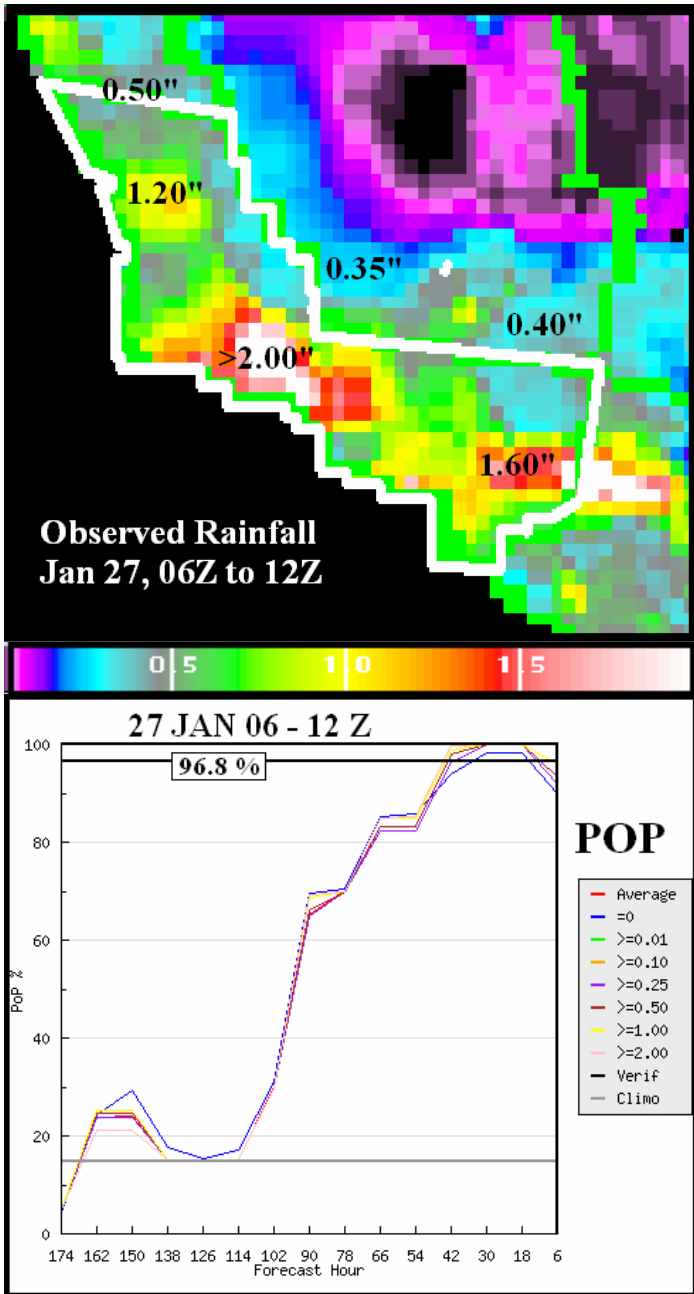 0.50"
1.20"
0.35"
0.40"
>2.00"
1.60"
Observed Rainfall
Jan 27, 06Z to 12Z
0.5 1.0 1.5
27 JAN 06 - 12 Z
96.8 %
POP
100
80
60
40
20
0
PoP %
174 162 150 138 126 114 102 90 78 66 54 42 30 18 6
Forecast Hour
Average
=0
>=0.01
>=0.10
>=0.25
>=0.50
>=1.00
>=2.00
Verif
Climo